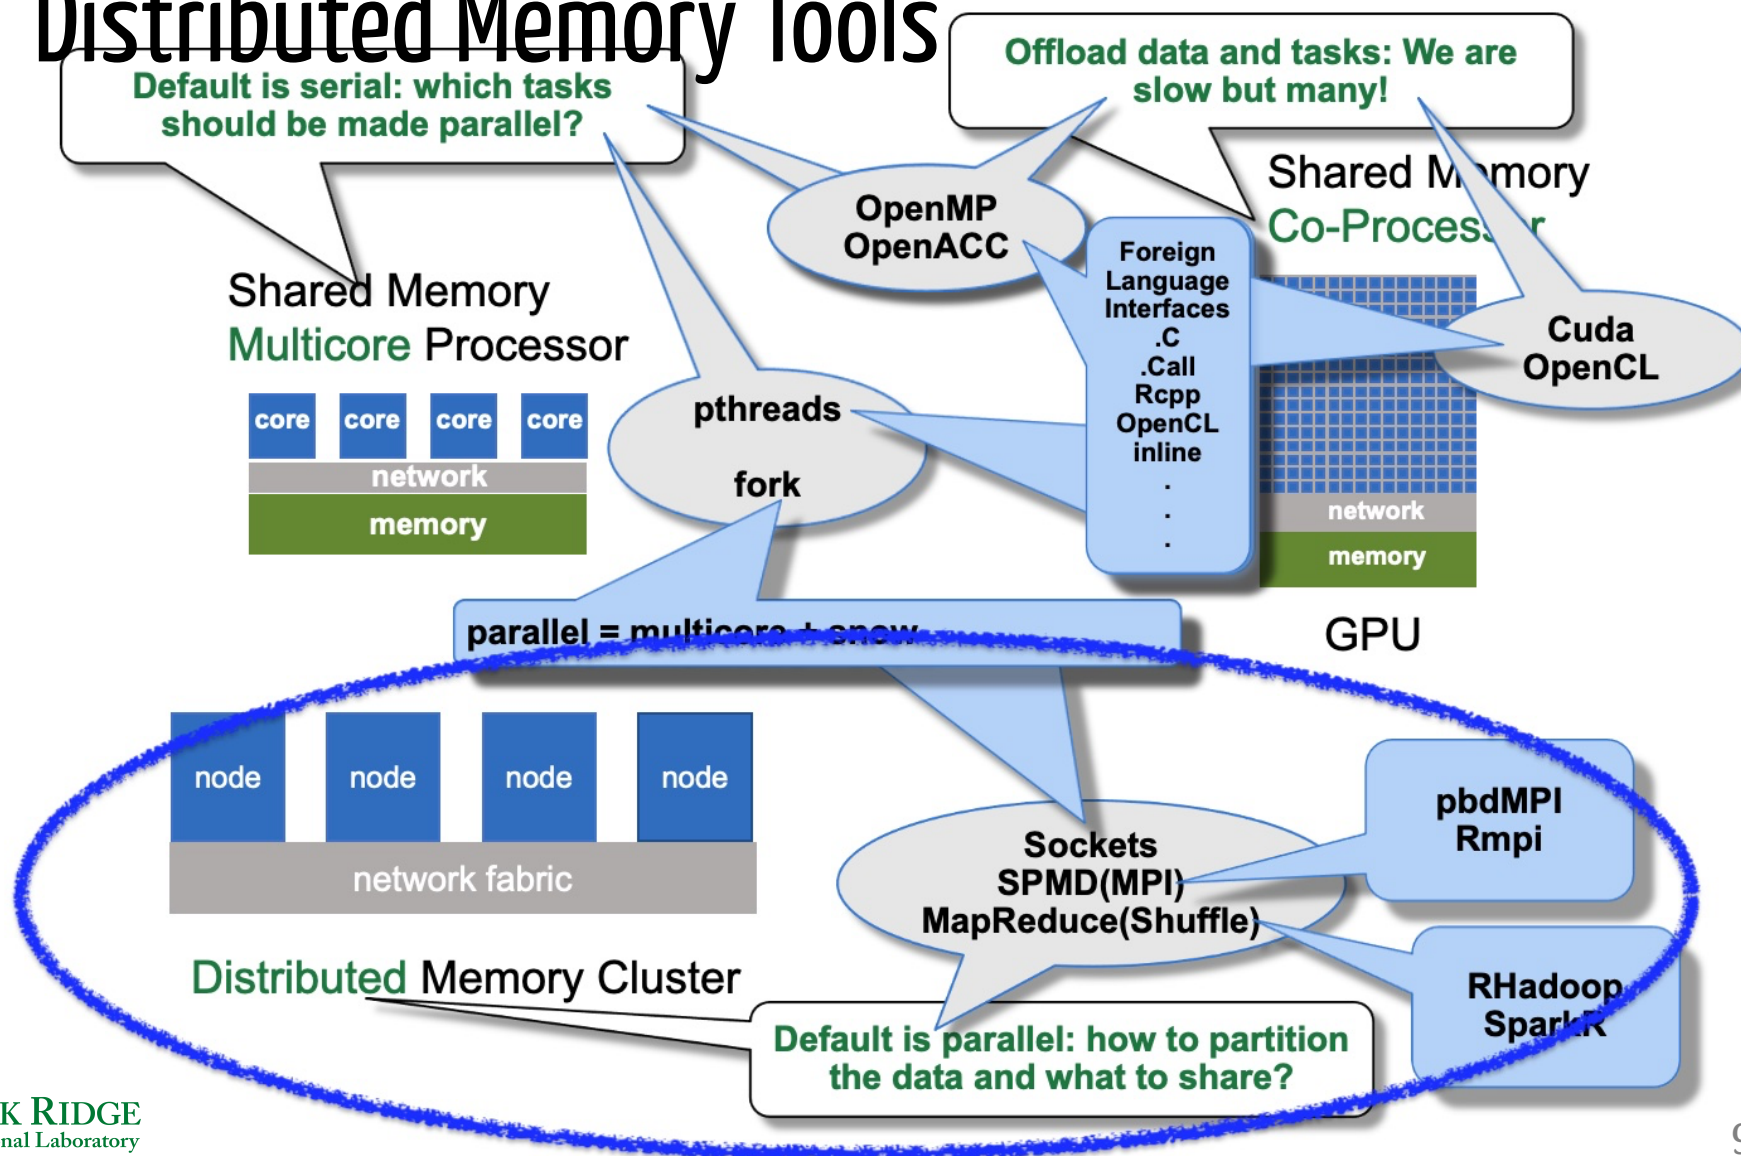 Distributed Memory Tools
Default is serial: which tasks
should be made parallel?
Offload data and tasks: We are
slow but many!
OpenMP
OpenACC
Shared Memory
Co-Processor
Foreign
Language
Interfaces
.C
.Call
Rcpp
OpenCL
inline
.
.
.
Cuda
OpenCL
Shared Memory
Multicore Processor
core core core core
network
memory
pthreads
fork
network
memory
GPU
parallel = multicore + snow
node node node node
network fabric
Distributed Memory Cluster
Sockets
SPMD(MPI)
MapReduce(Shuffle)
pbdMPI
Rmpi
RHadoop
SparkR
Default is parallel: how to partition
the data and what to share?
K RIDGE
nal Laboratory